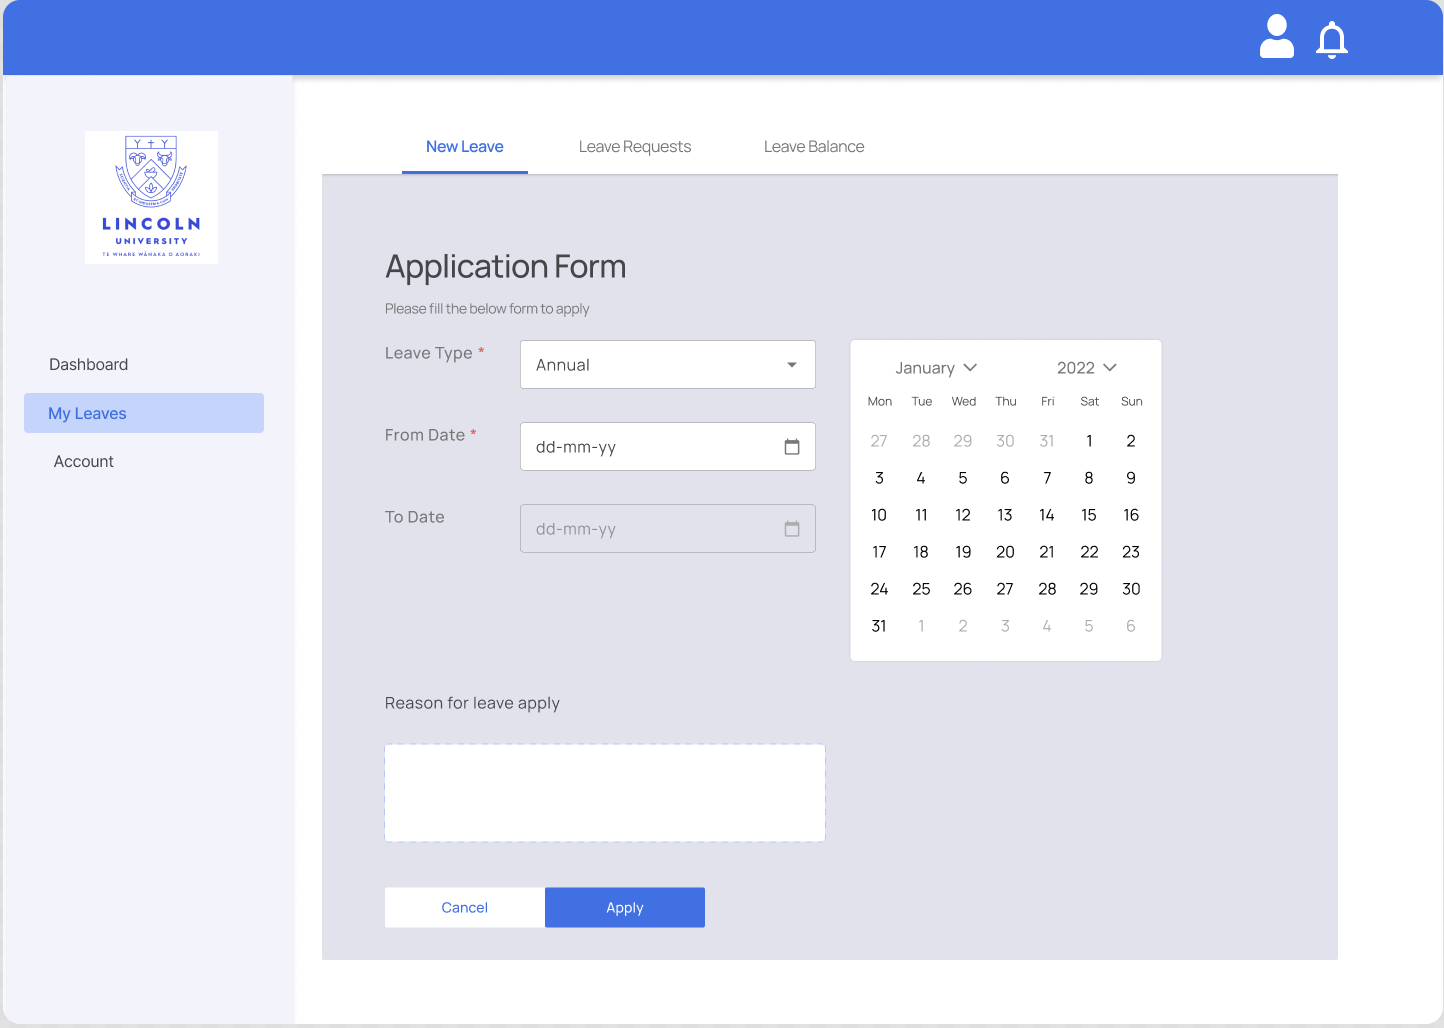 LINCOLN
UNIVERSITY
TE WHARE WĀNAKA O AORAKI
Dashboard
My Leaves
Account
New Leave Leave Requests Leave Balance
Application Form
Please fill the below form to apply
Leave Type * Annual
From Date * dd-mm-yy
To Date dd-mm-yy
January 2022
Mon Tue Wed Thu Fri Sat Sun
27 28 29 30 31 1 2
3 4 5 6 7 8 9
10 11 12 13 14 15 16
17 18 19 20 21 22 23
24 25 26 27 28 29 30
31 1 2 3 4 5 6
Reason for leave apply
Cancel Apply